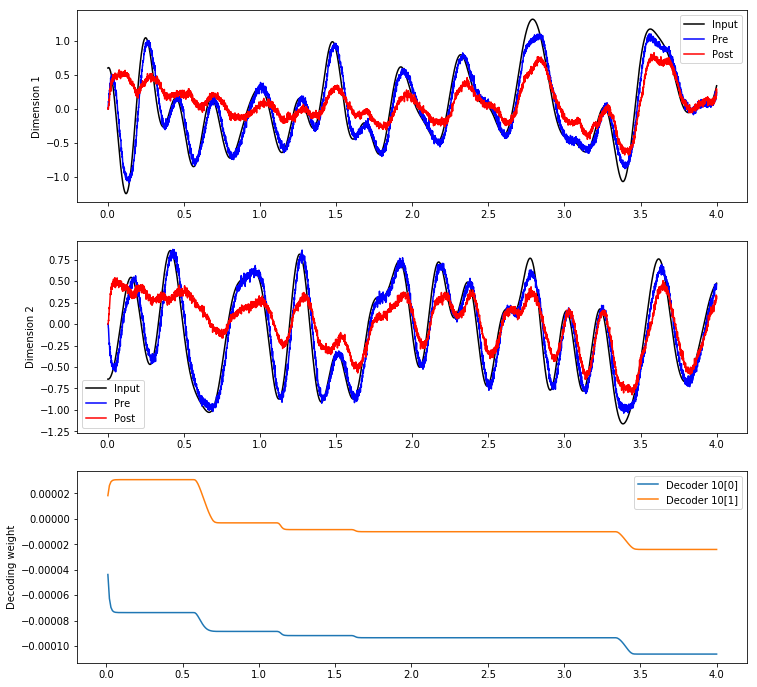 Dimension 1
1.0
0.5
0.0
−0.5
−1.0
Input
Pre
Post
0.0 0.5 1.0 1.5 2.0 2.5 3.0 3.5 4.0
Dimension 2
0.75
0.50
0.25
0.00
−0.25
−0.50
−0.75
−1.00
−1.25
Input
Pre
Post
0.0 0.5 1.0 1.5 2.0 2.5 3.0 3.5 4.0
Decoding weight
0.00002
0.00000
−0.00002
−0.00004
−0.00006
−0.00008
−0.00010
Decoder 10[0]
Decoder 10[1]
0.0 0.5 1.0 1.5 2.0 2.5 3.0 3.5 4.0